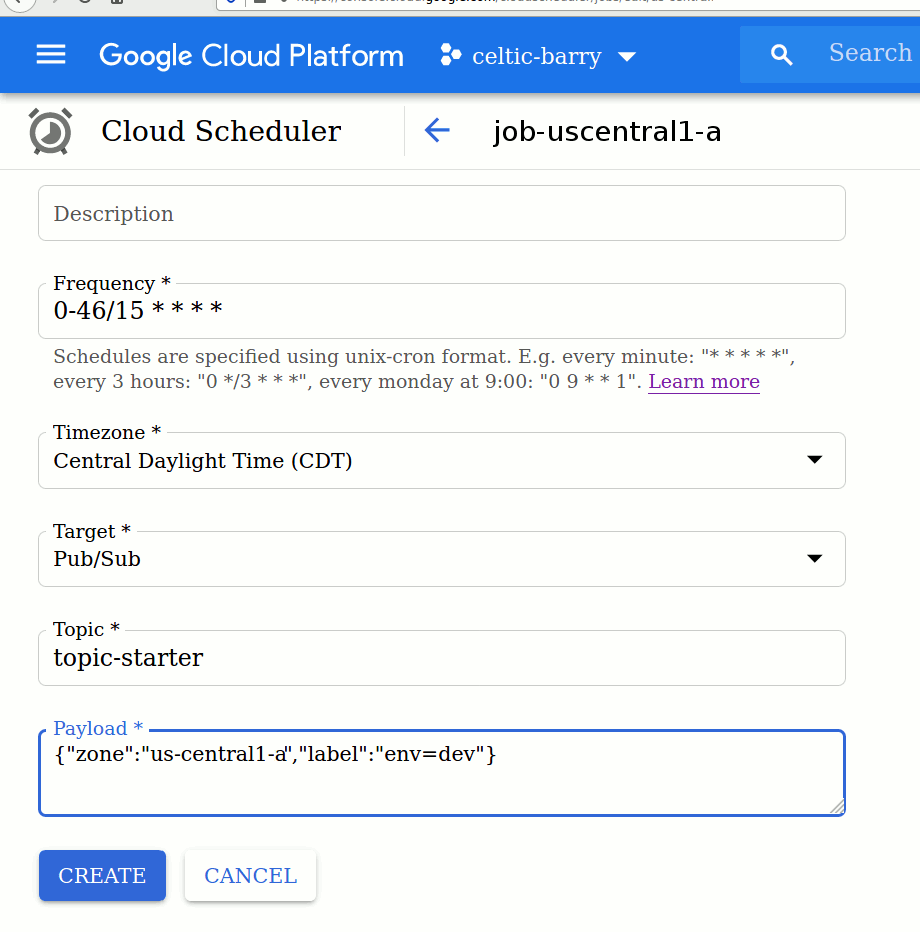 Google Cloud Platform
celtic-barry
Search
Cloud Scheduler
job-uscentral1-a
Description
Frequency *
0-46/15 * * * *
Schedules are specified using unix-cron format. E.g. every minute: "* * * * *",
every 3 hours: "0 */3 * * *", every monday at 9:00: "0 9 * * 1". Learn more
Timezone *
Central Daylight Time (CDT)
Target *
Pub/Sub
Topic *
topic-starter
Payload *
{"zone":"us-central1-a","label":"env=dev"}
CREATE
CANCEL